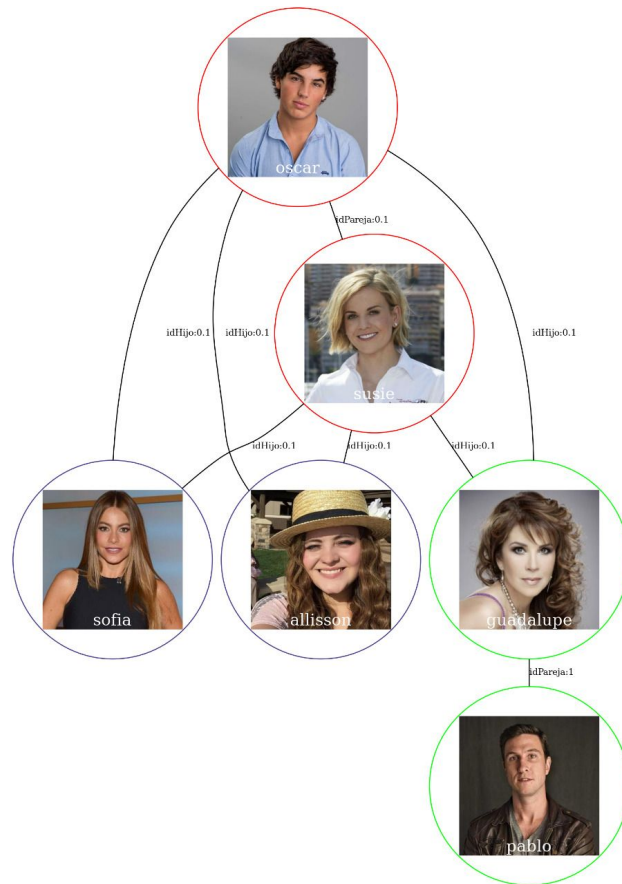 oscar
idPareja:0.1
idHijo:0.1
idHijo:0.1
idHijo:0.1
susie
idHijo:0.1
idHijo:0.1
idHijo:0.1
sofia
allisson
guadalupe
idPareja:1
pablo